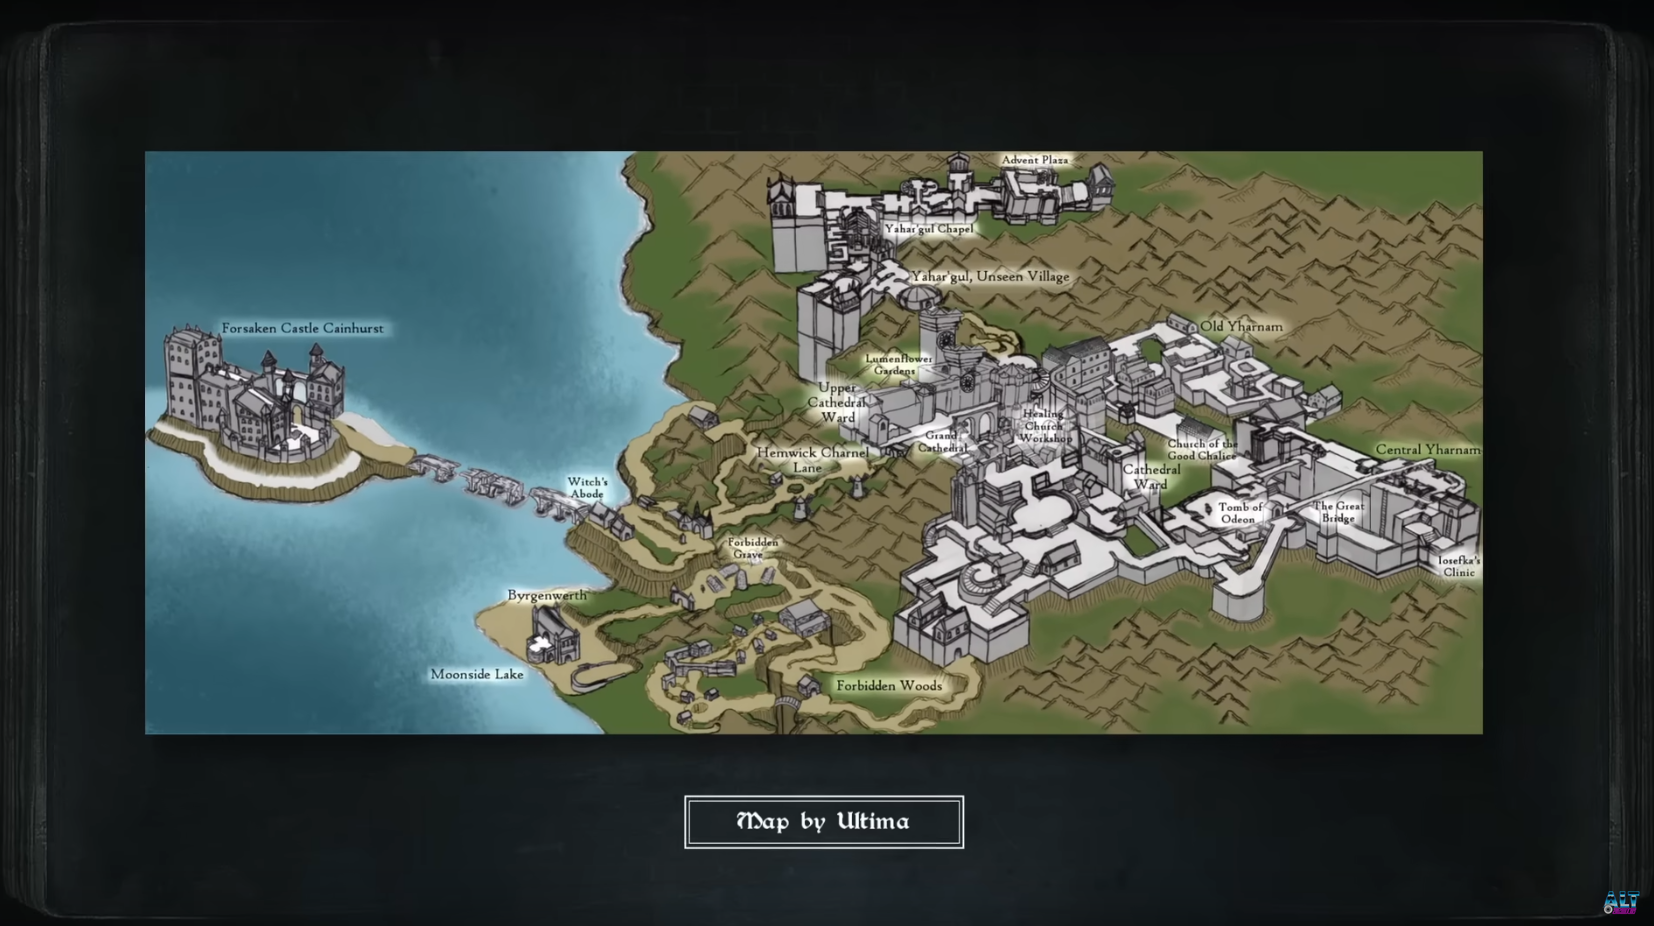 Advent Plaza
Yahar'gul Chapel
Yahar'gul, Unseen Village
Forsaken Castle Cainhurst
Old Yharnam
Lumenflower
Gardens
Upper
Cathedral
Ward
Healing
Church
Workshop
Grand
Cathedral
Church of the
Good Chalice
Central Yharnam
Hemwick Charnel
Lane
Cathedral
Ward
Witch's
Abode
Tomb of
Odeon
The Great
Bridge
Forbidden
Grave
Iosefka's
Clinic
Byrgenwerth
Moonside Lake
Forbidden Woods
Map by Ultima
ALT